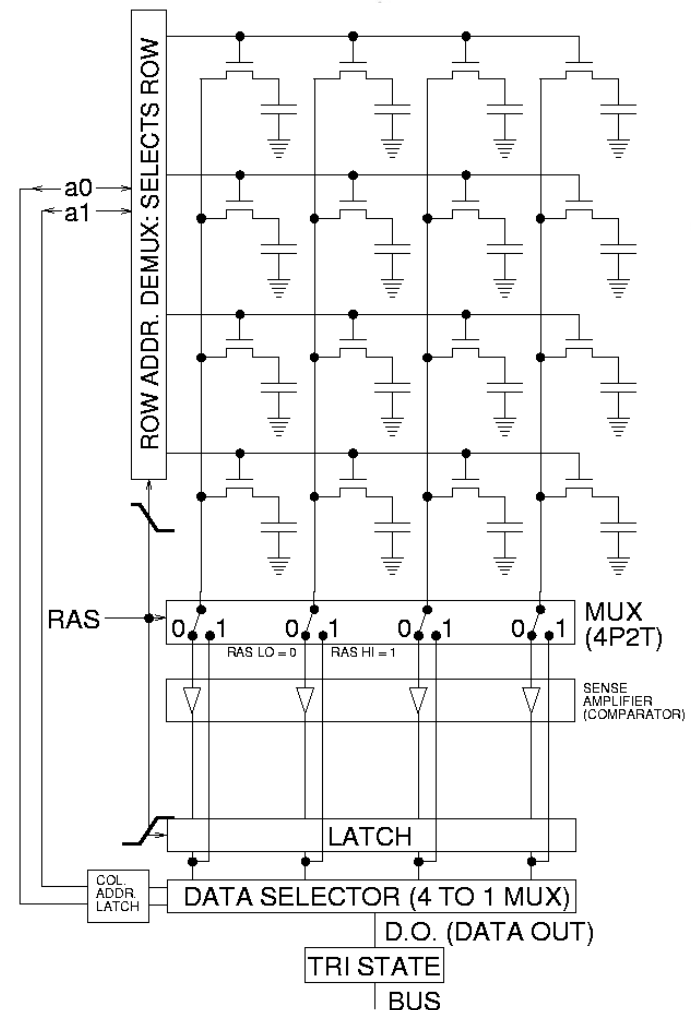 ROW ADDR. DEMUX: SELECTS ROW
a0
a1
RAS
0 1 0 1 0 1 0 1
RAS LO = 0 RAS HI = 1
MUX
(4P2T)
SENSE
AMPLIFIER
(COMPARATOR)
LATCH
COL.
ADDR.
LATCH
DATA SELECTOR (4 TO 1 MUX)
D.O. (DATA OUT)
TRI STATE
BUS